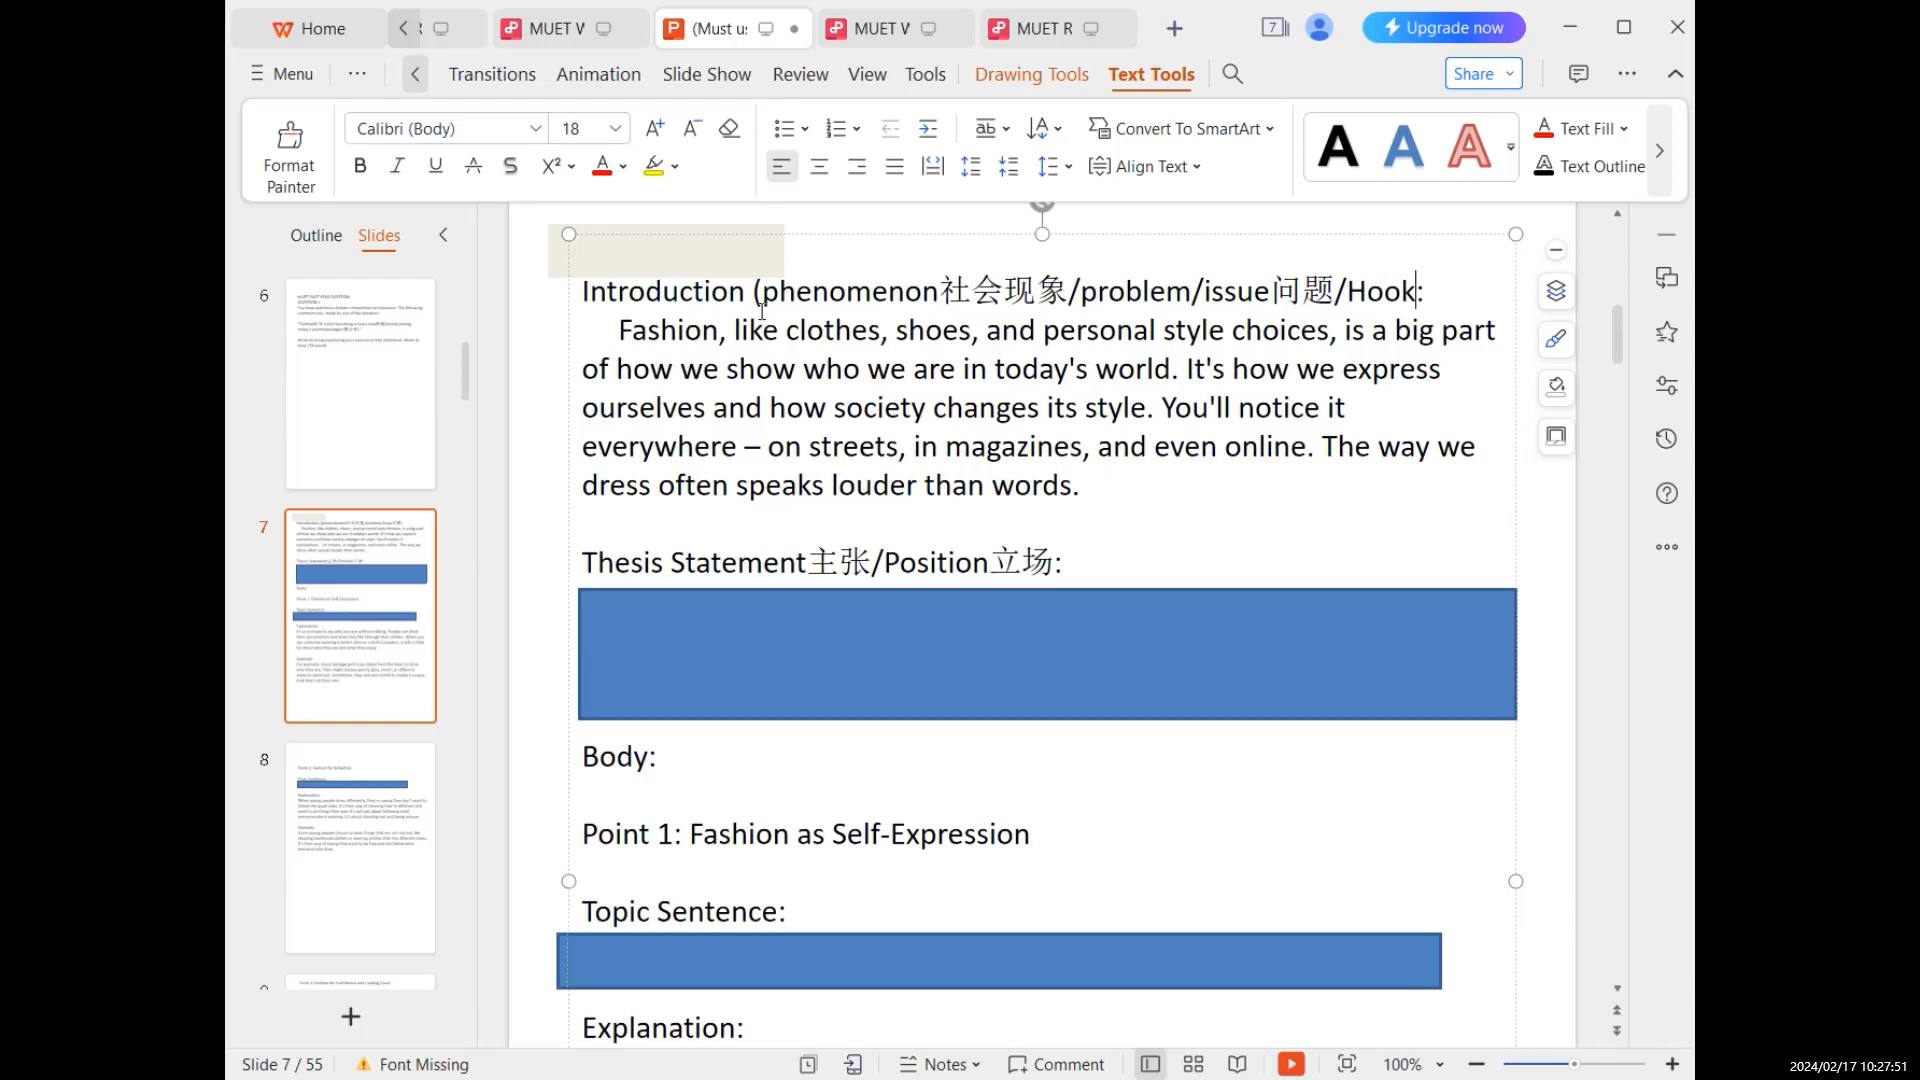 Home
MUET V
(Must u
MUET V
MUET R
7
Upgrade now
Menu
Transitions
Animation
Slide Show
Review
View
Tools
Drawing Tools
Text Tools
Share
Format Painter
Calibri (Body)
18
Convert To SmartArt
Align Text
Text Fill
Text Outline
Outline
Slides
6
7
8
Introduction (phenomenon社会现象/problem/issue问题/Hook:
Fashion, like clothes, shoes, and personal style choices, is a big part
of how we show who we are in today's world. It's how we express
ourselves and how society changes its style. You'll notice it
everywhere – on streets, in magazines, and even online. The way we
dress often speaks louder than words.
Thesis Statement主张/Position立场:
Body:
Point 1: Fashion as Self-Expression
Topic Sentence:
Explanation:
Slide 7 / 55
Font Missing
Notes
Comment
100%
2024/02/17 10:27:51